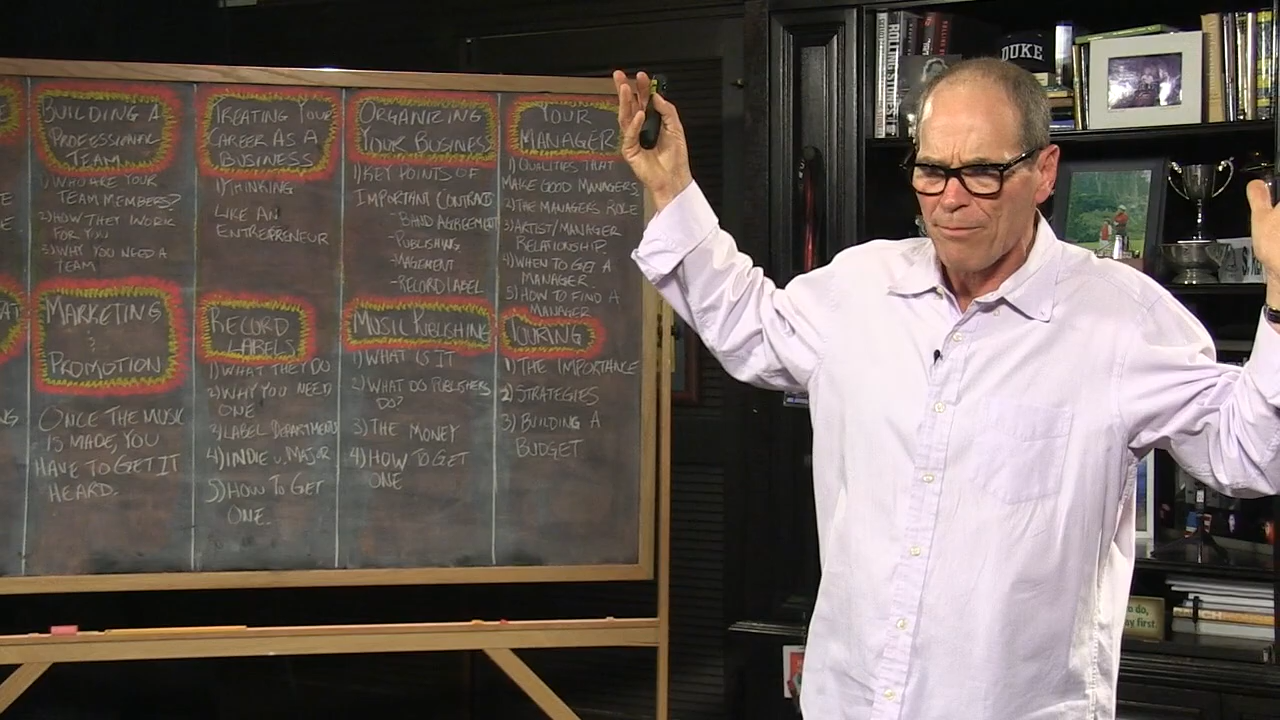 BUILDING A
PROFESSIONAL
TEAM
1) WHO ARE YOUR
TEAM MEMBERS?
2) HOW THEY WORK
FOR YOU
3) WHY YOU NEED A
TEAM
TREATING YOUR
CAREER AS A
BUSINESS
1) THINKING
LIKE AN
ENTREPRENEUR
ORGANIZING
YOUR BUSINESS
1) KEY POINTS OF
IMPORTANT CONTRACT
- BAND AGREEMENT
- PUBLISHING
- MAGEMENT
- RECORD LABEL
YOUR
MANAGER
1) QUALITIES THAT
MAKE GOOD MANAGERS
2) THE MANAGERS ROLE
3) ARTIST/MANAGER
RELATIONSHIP
4) WHEN TO GET A
MANAGER
5) HOW TO FIND A
MANAGER
MARKETING
PROMOTION
ONCE THE MUSIC
IS MADE, YOU
HAVE TO GET IT
HEARD.
RECORD
LABELS
1) WHAT THEY DO
2) WHY YOU NEED
ONE
3) LABEL DEPARTMENTS
4) INDIE v. MAJOR
5) HOW TO GET
ONE.
MUSIC PUBLISHING
1) WHAT IS IT
2) WHAT DO PUBLISHERS
DO?
3) THE MONEY
4) HOW TO GET
ONE
TOURING
1) THE IMPORTANCE
2) STRATEGIES
3) BUILDING A
BUDGET
DUKE
ROLLING STONES
to do,
first.